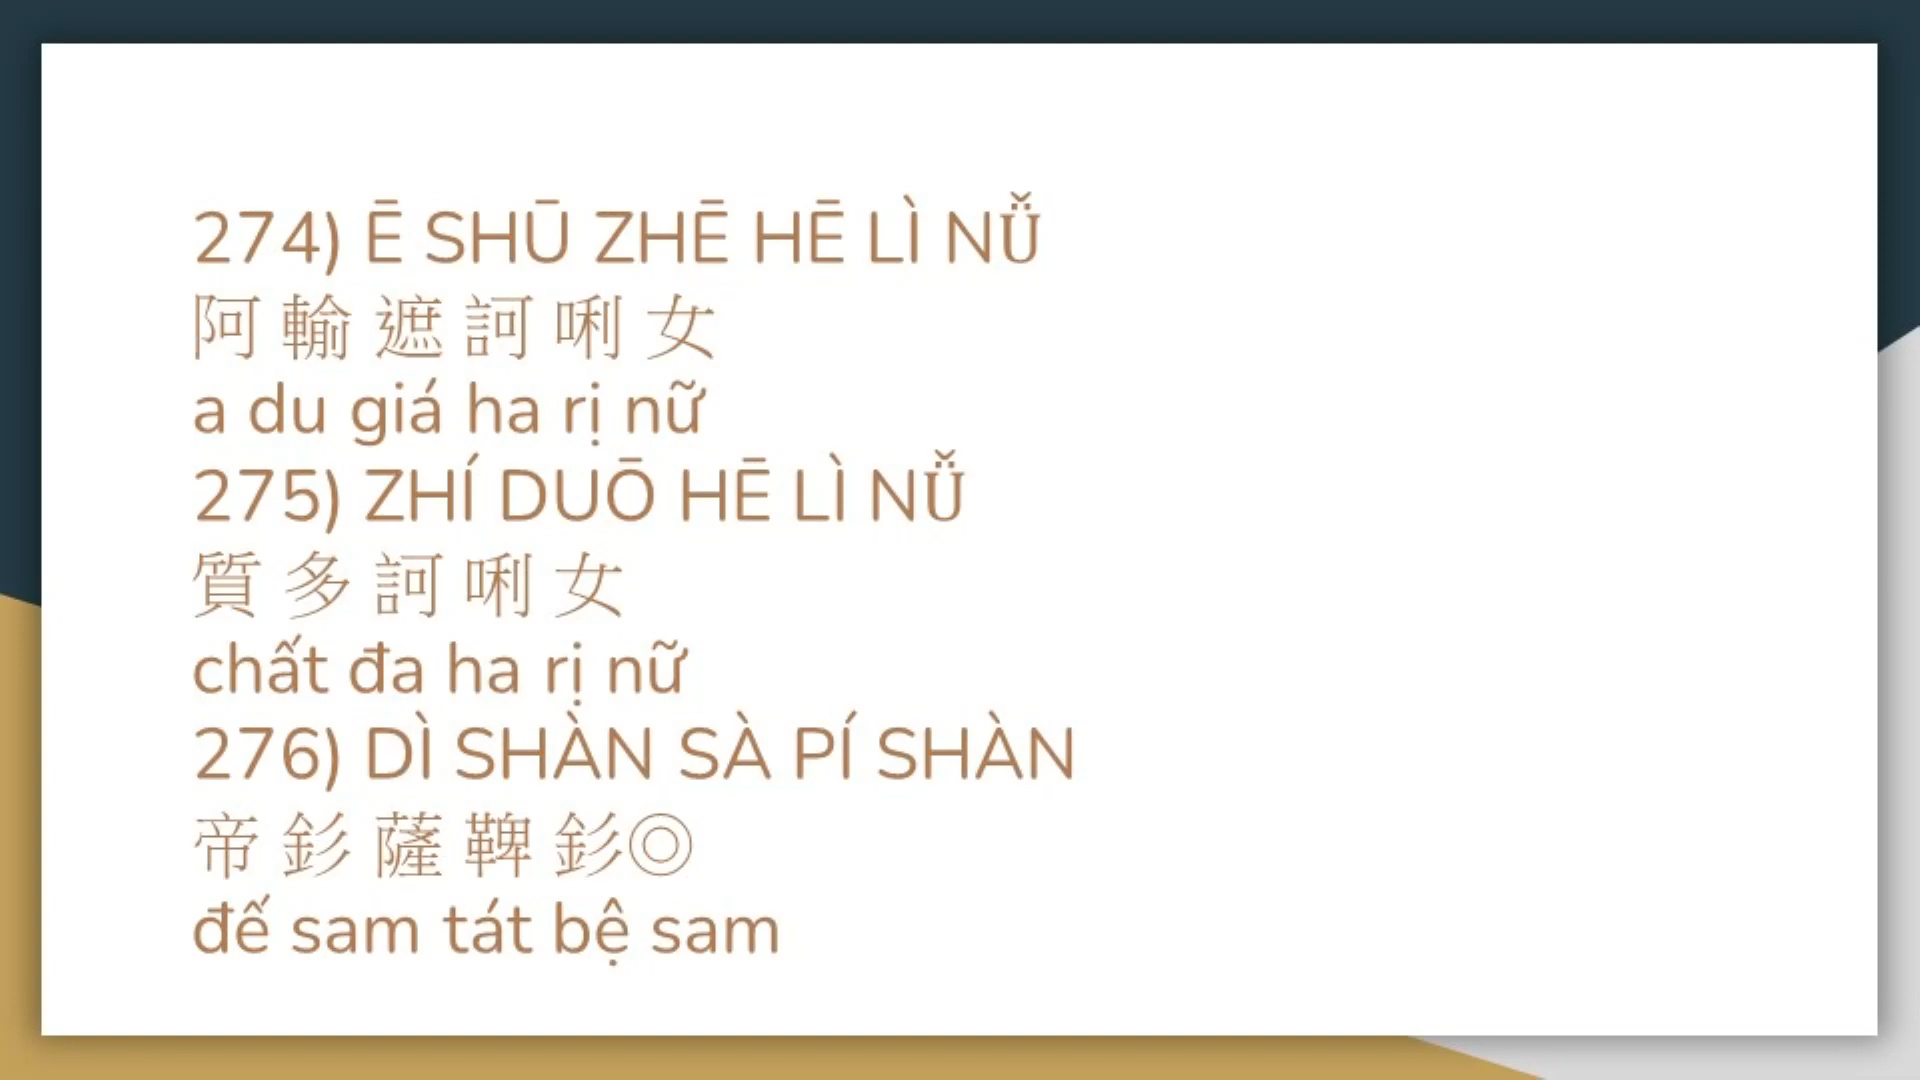 274) Ē SHŪ ZHĒ HĒ LÌ NǙ
阿 輸 遮 訶 唎 女
a du giá ha rị nữ
275) ZHÍ DUŌ HĒ LÌ NǙ
質 多 訶 唎 女
chất đa ha rị nữ
276) DÌ SHÀN SÀ PÍ SHÀN
帝 釤 薩 鞞 釤◎
đế sam tát bệ sam